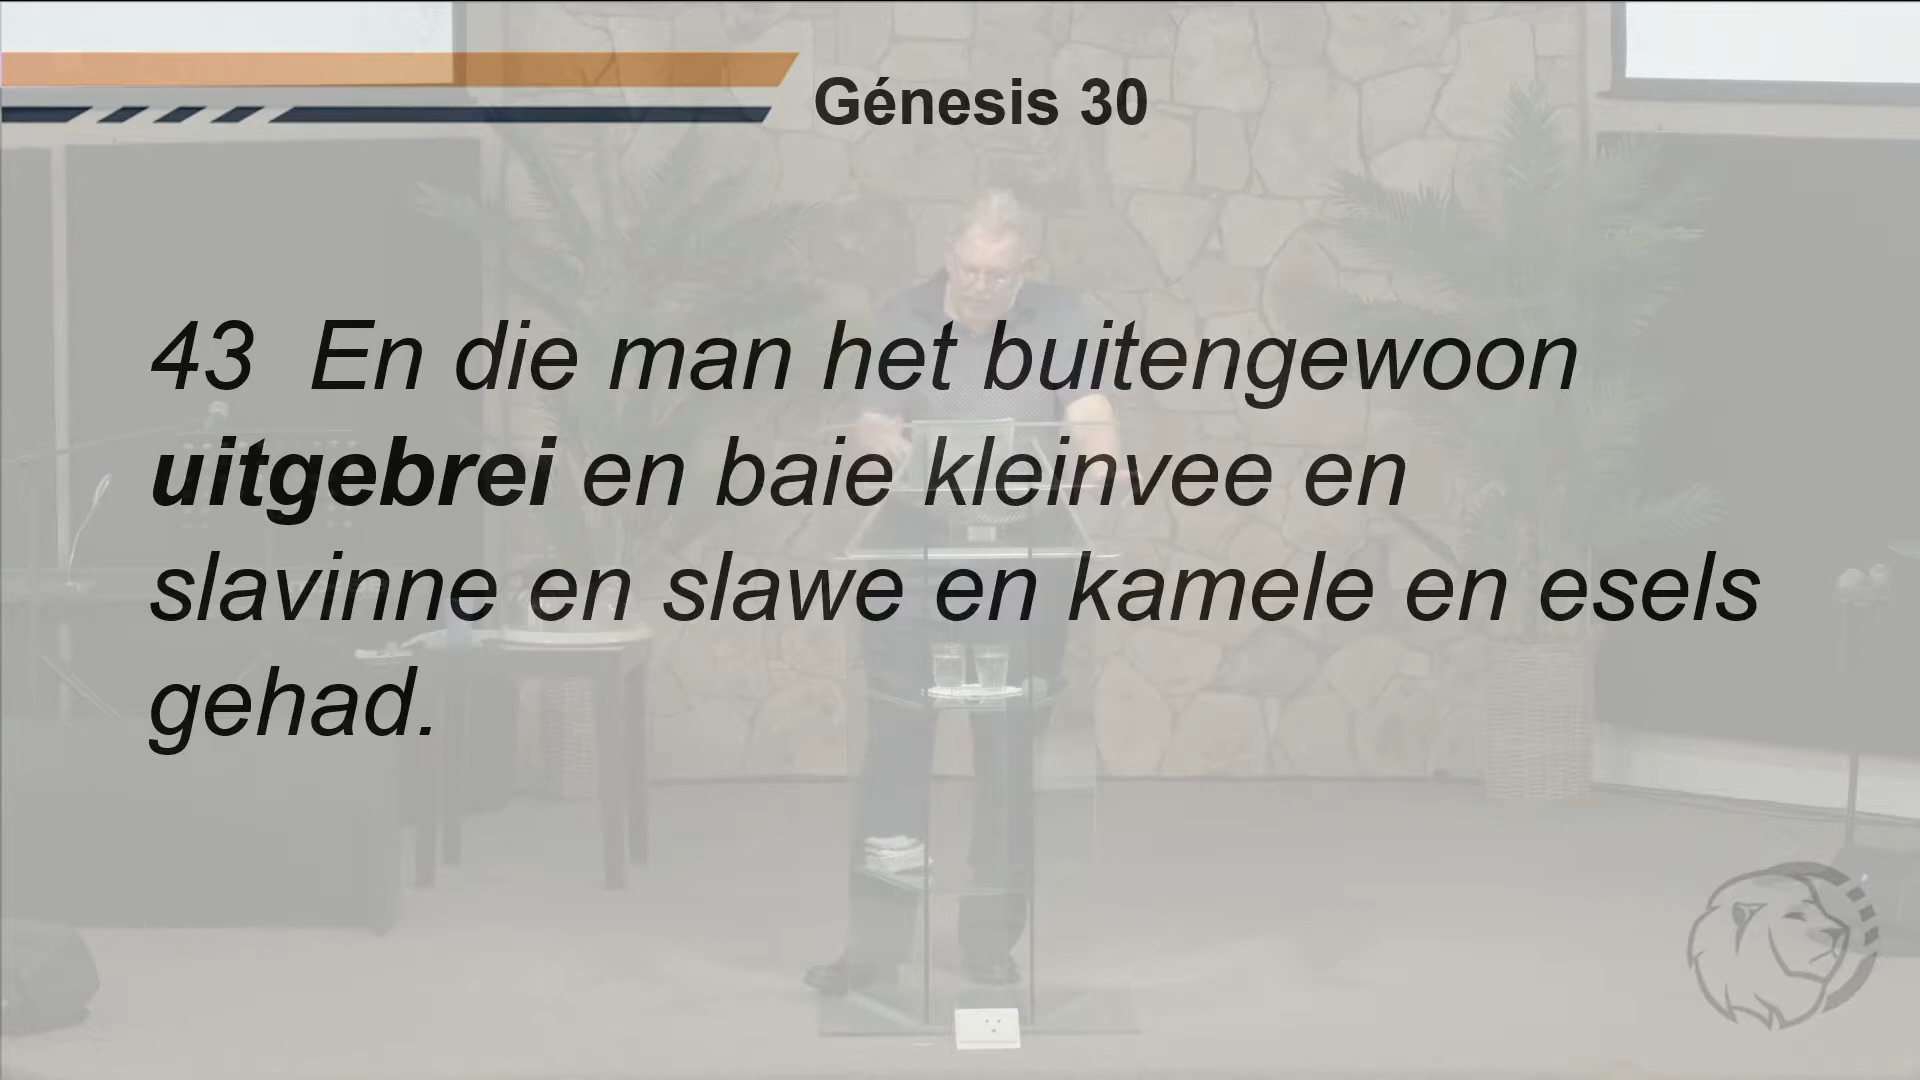 Génesis 30
43 En die man het buitengewoon
uitgebrei en baie kleinvee en
slavinne en slawe en kamele en esels
gehad.